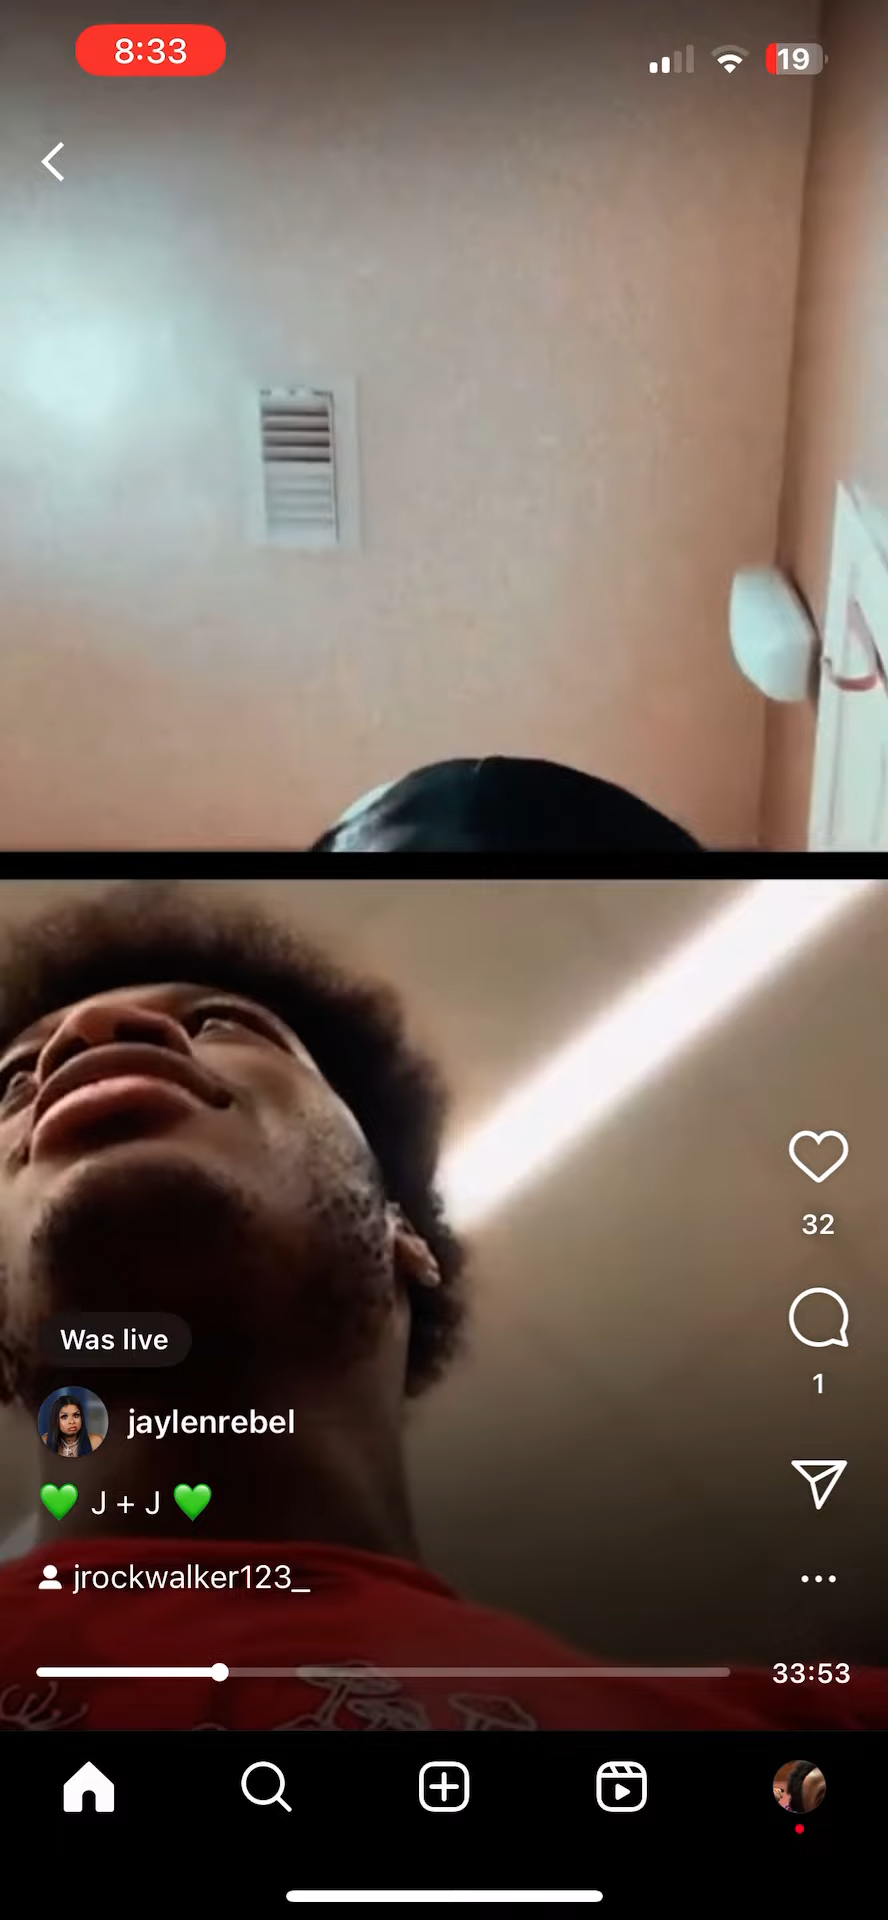 8:33
19
32
1
Was live
jaylenrebel
💚 J + J 💚
jrockwalker123_
33:53